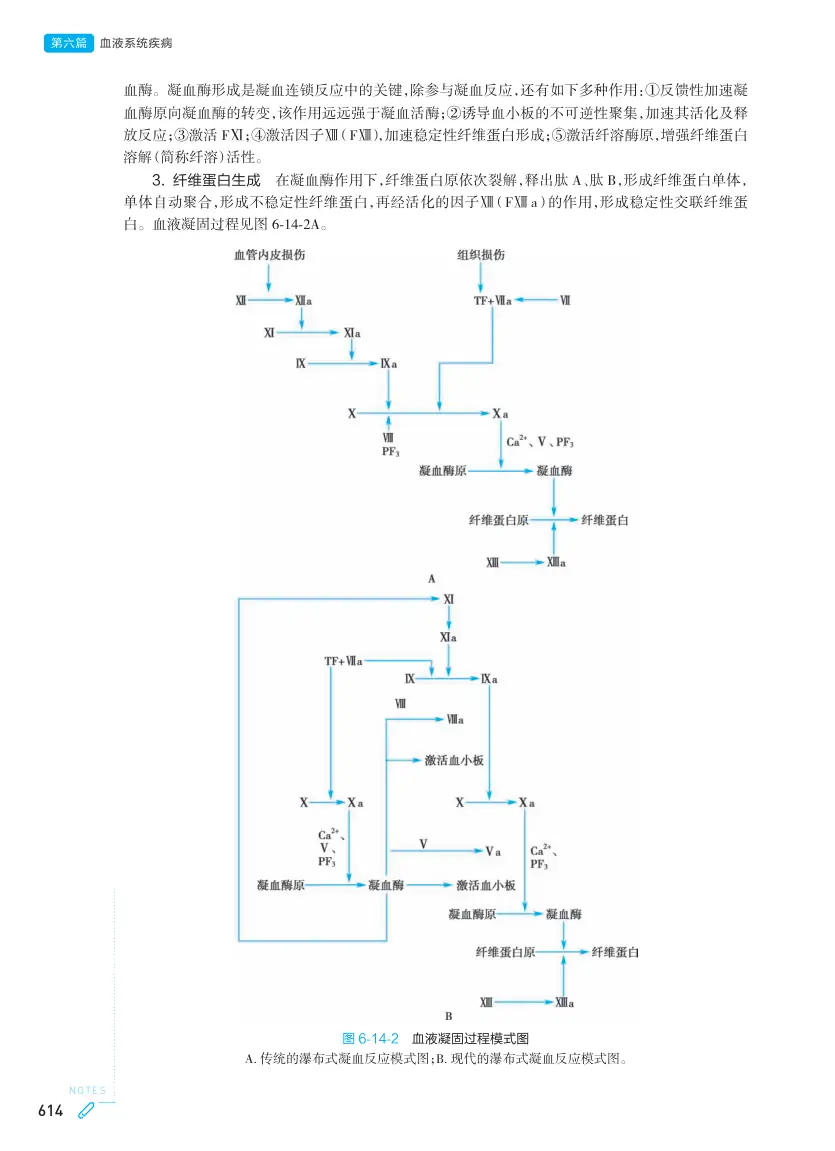 第六篇 血液系统疾病
血酶。凝血酶形成是凝血连锁反应中的关键,除参与凝血反应,还有如下多种作用:①反馈性加速凝
血酶原向凝血酶的转变,该作用远远强于凝血活酶;②诱导血小板的不可逆性聚集,加速其活化及释
放反应;③激活 FⅪ;④激活因子ⅩⅢ(FⅩⅢ),加速稳定性纤维蛋白形成;⑤激活纤溶酶原,增强纤维蛋白
溶解(简称纤溶)活性。
3. 纤维蛋白生成 在凝血酶作用下,纤维蛋白原依次裂解,释出肽 A、肽 B,形成纤维蛋白单体,
单体自动聚合,形成不稳定性纤维蛋白,再经活化的因子ⅩⅢ(FⅩⅢ a)的作用,形成稳定性交联纤维蛋
白。血液凝固过程见图 6-14-2A。
血管内皮损伤 组织损伤
Ⅻ Ⅻa TF+Ⅶa Ⅶ
Ⅺ Ⅺa
Ⅸ Ⅸa
Ⅹ Ⅹa
Ⅷ
PF₃
Ca²⁺、Ⅴ、PF₃
凝血酶原 凝血酶
纤维蛋白原 纤维蛋白
ⅩⅢ ⅩⅢa
A
Ⅺ
Ⅺa
TF+Ⅶa
Ⅸ Ⅸa
Ⅷ
Ⅷa
激活血小板
Ⅹ Ⅹa Ⅹ Ⅹa
Ca²⁺、
Ⅴ、
PF₃
Ⅴ Ⅴa
Ca²⁺、
PF₃
凝血酶原 凝血酶 激活血小板
凝血酶原 凝血酶
纤维蛋白原 纤维蛋白
ⅩⅢ ⅩⅢa
B
图 6-14-2 血液凝固过程模式图
A. 传统的瀑布式凝血反应模式图;B. 现代的瀑布式凝血反应模式图。
NOTES
614